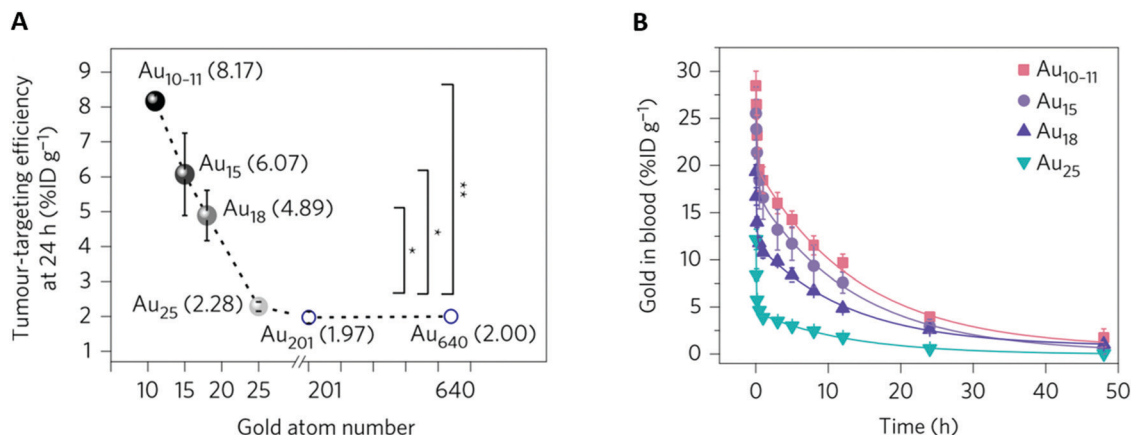 A
Tumour-targeting efficiency
at 24 h (%ID g⁻¹)
9
8
7
6
5
4
3
2
1
Au₁₀₋₁₁ (8.17)
Au₁₅ (6.07)
Au₁₈ (4.89)
Au₂₅ (2.28)
Au₂₀₁ (1.97)
Au₆₄₀ (2.00)
*
*
**
10 15 20 25 201 640
Gold atom number
B
Gold in blood (%ID g⁻¹)
30
25
20
15
10
5
0
Au₁₀₋₁₁
Au₁₅
Au₁₈
Au₂₅
0 10 20 30 40 50
Time (h)